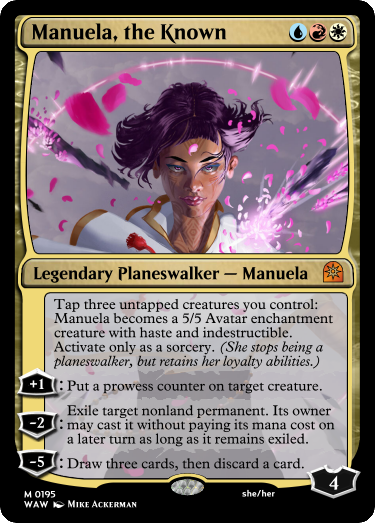 Manuela, the Known
Legendary Planeswalker — Manuela
Tap three untapped creatures you control:
Manuela becomes a 5/5 Avatar enchantment
creature with haste and indestructible.
Activate only as a sorcery. (She stops being a
planeswalker, but retains her loyalty abilities.)
+1: Put a prowess counter on target creature.
-2: Exile target nonland permanent. Its owner
may cast it without paying its mana cost on
a later turn as long as it remains exiled.
-5: Draw three cards, then discard a card.
4
M 0195
she/her
WAW Mike Ackerman